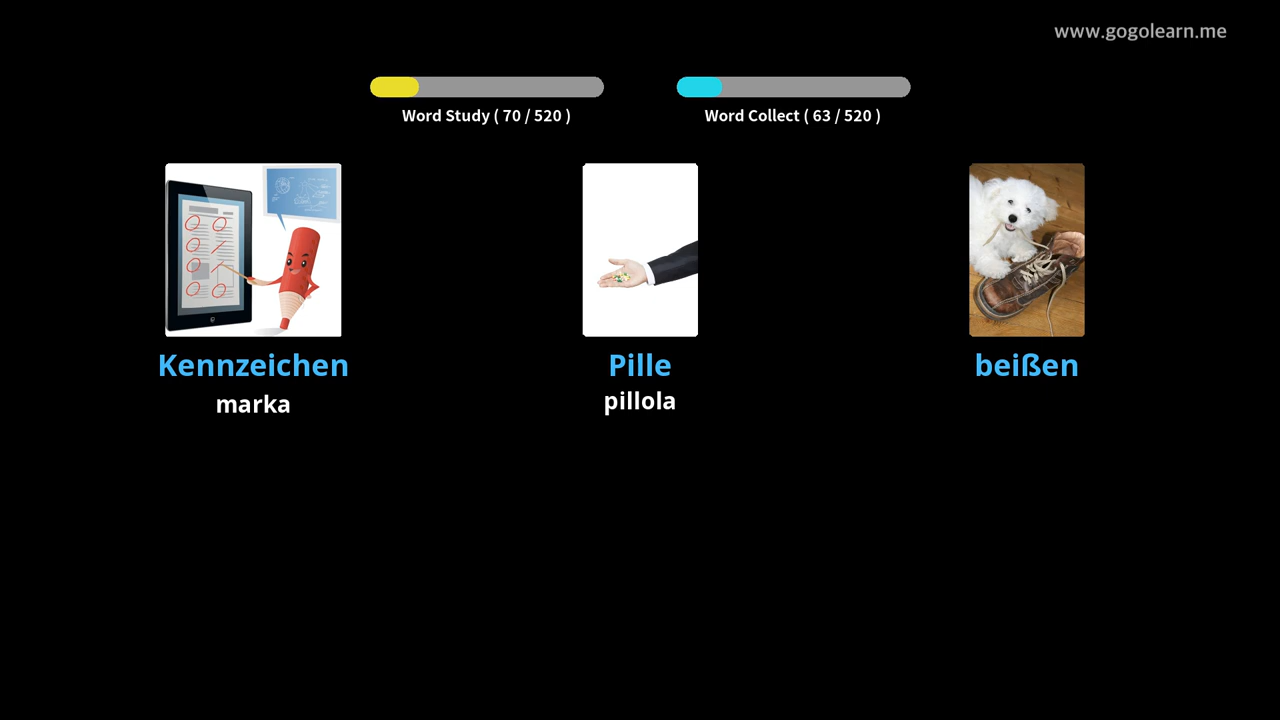 www.gogolearn.me
Word Study ( 70 / 520 )
Word Collect ( 63 / 520 )
Kennzeichen
marka
Pille
pillola
beißen